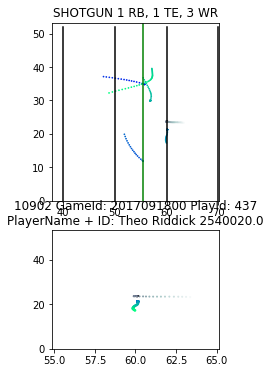 SHOTGUN 1 RB, 1 TE, 3 WR
50
40
30
20
10
0
40 50 60 70
10902 GameId: 2017091800 PlayId: 437
PlayerName + ID: Theo Riddick 2540020.0
40
20
0
55.0 57.5 60.0 62.5 65.0